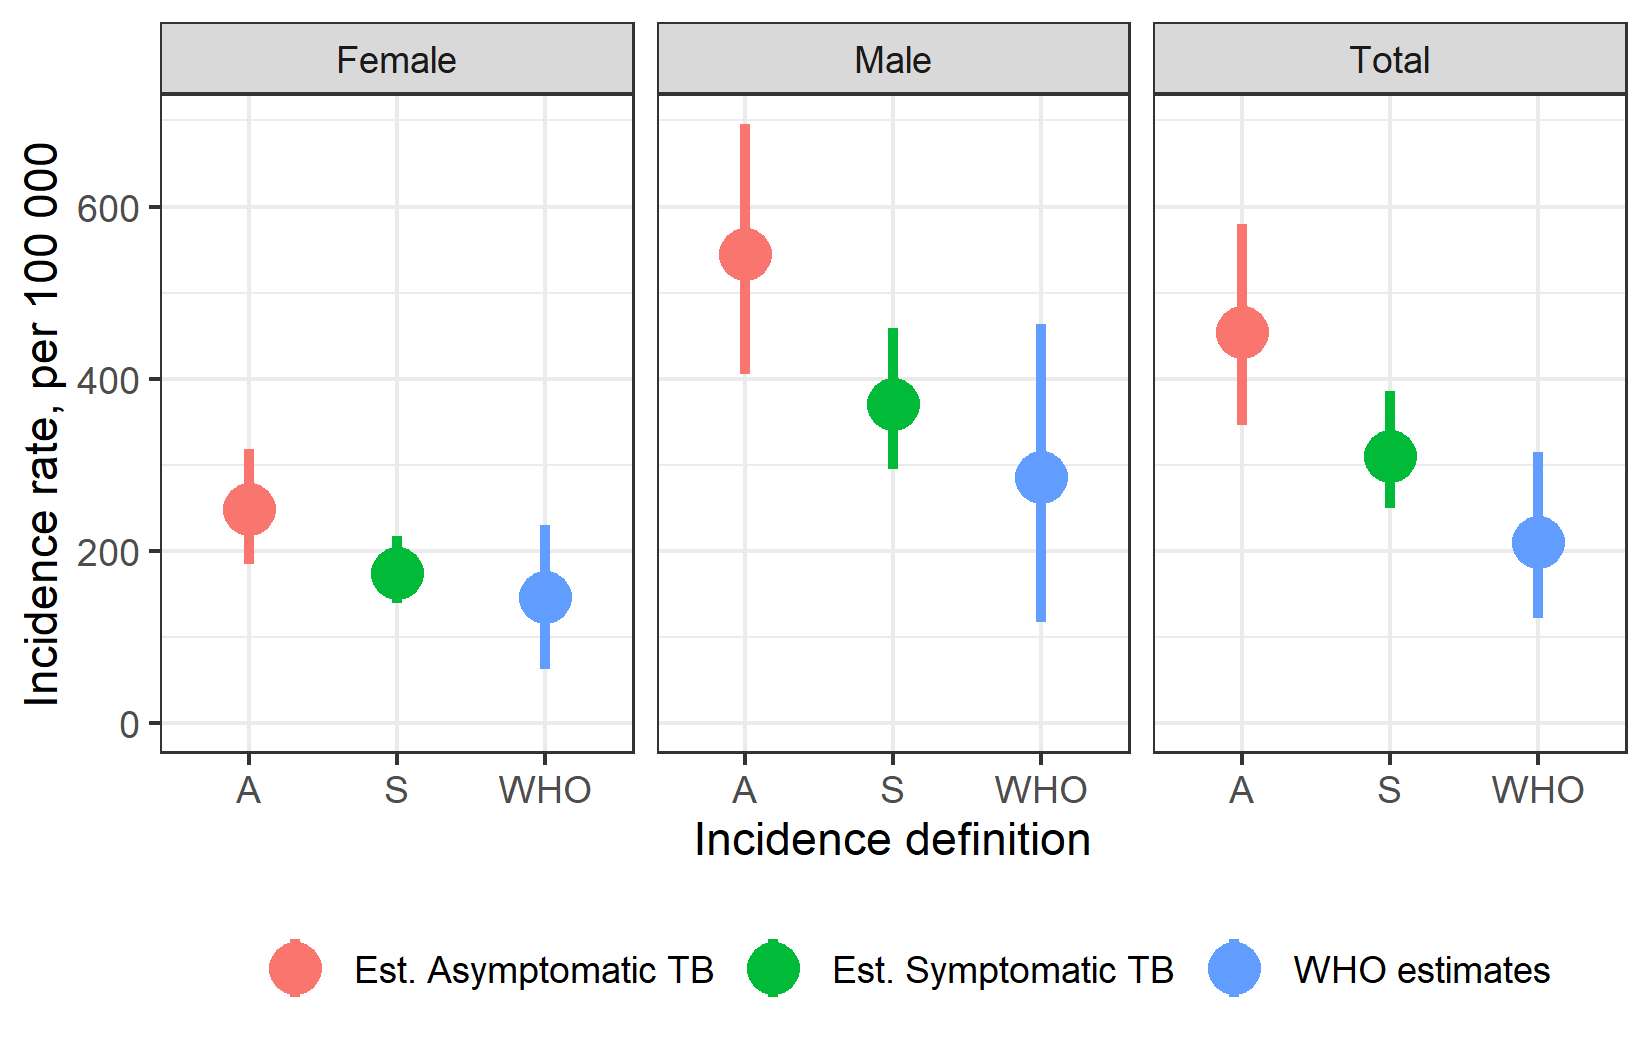 Female Male Total
Incidence rate, per 100 000
600
400
200
0
A S WHO A S WHO A S WHO
Incidence definition
Est. Asymptomatic TB Est. Symptomatic TB WHO estimates